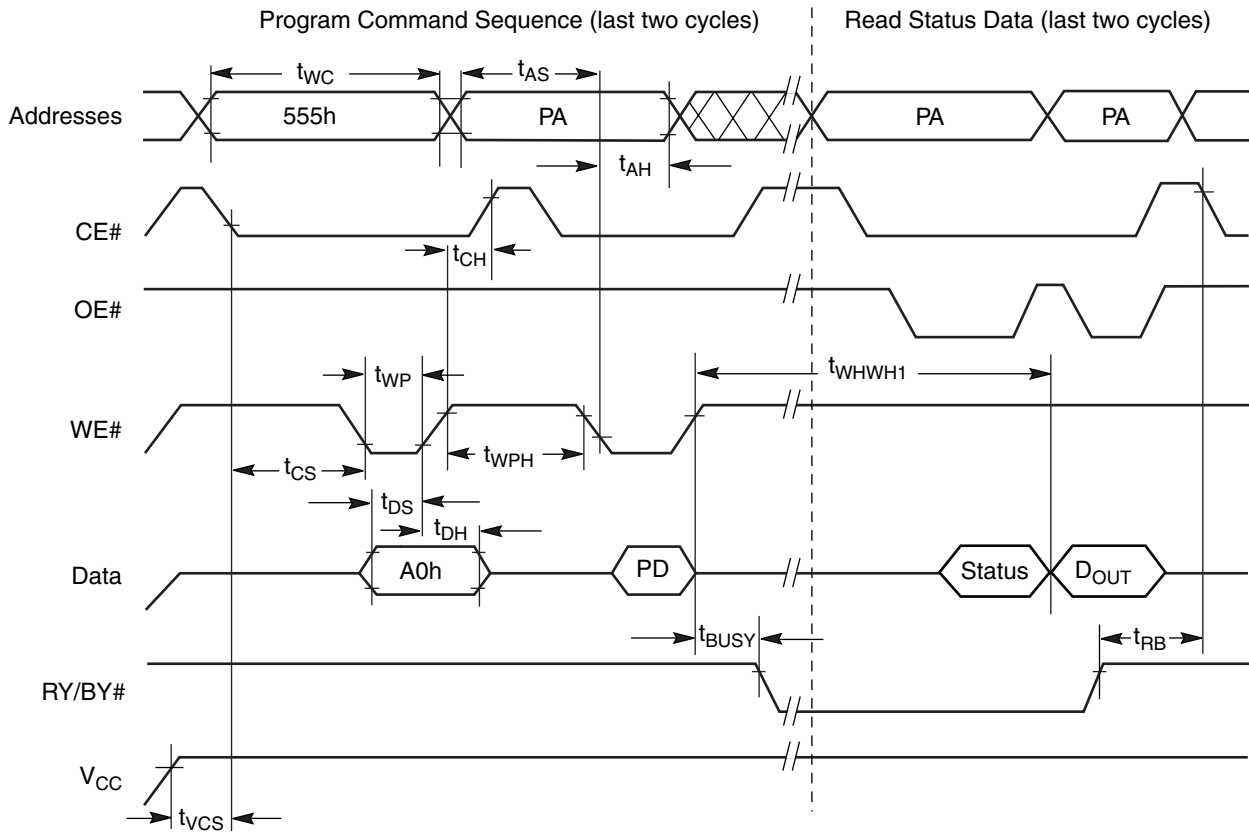 Program Command Sequence (last two cycles) Read Status Data (last two cycles)
tWC tAS
Addresses 555h PA PA PA
tAH
CE#
tCH
OE#
tWP tWHWH1
WE#
tCS tWPH
tDS
tDH
Data A0h PD Status DOUT
tBUSY tRB
RY/BY#
VCC
tVCS